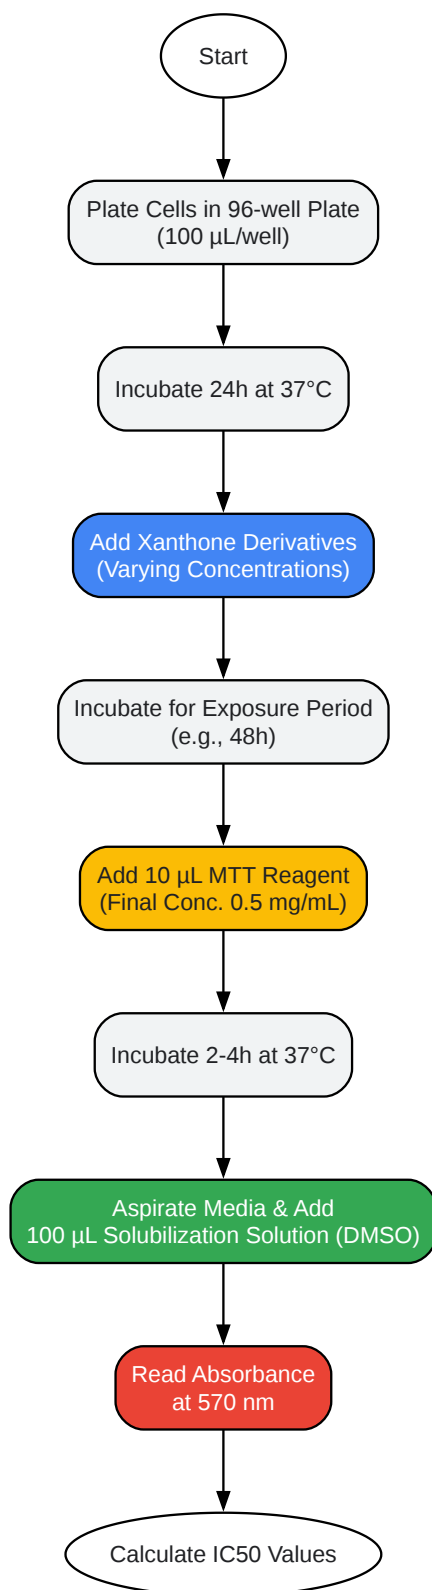 Start
Plate Cells in 96-well Plate
(100 µL/well)
Incubate 24h at 37°C
Add Xanthone Derivatives
(Varying Concentrations)
Incubate for Exposure Period
(e.g., 48h)
Add 10 µL MTT Reagent
(Final Conc. 0.5 mg/mL)
Incubate 2-4h at 37°C
Aspirate Media & Add
100 µL Solubilization Solution (DMSO)
Read Absorbance
at 570 nm
Calculate IC50 Values